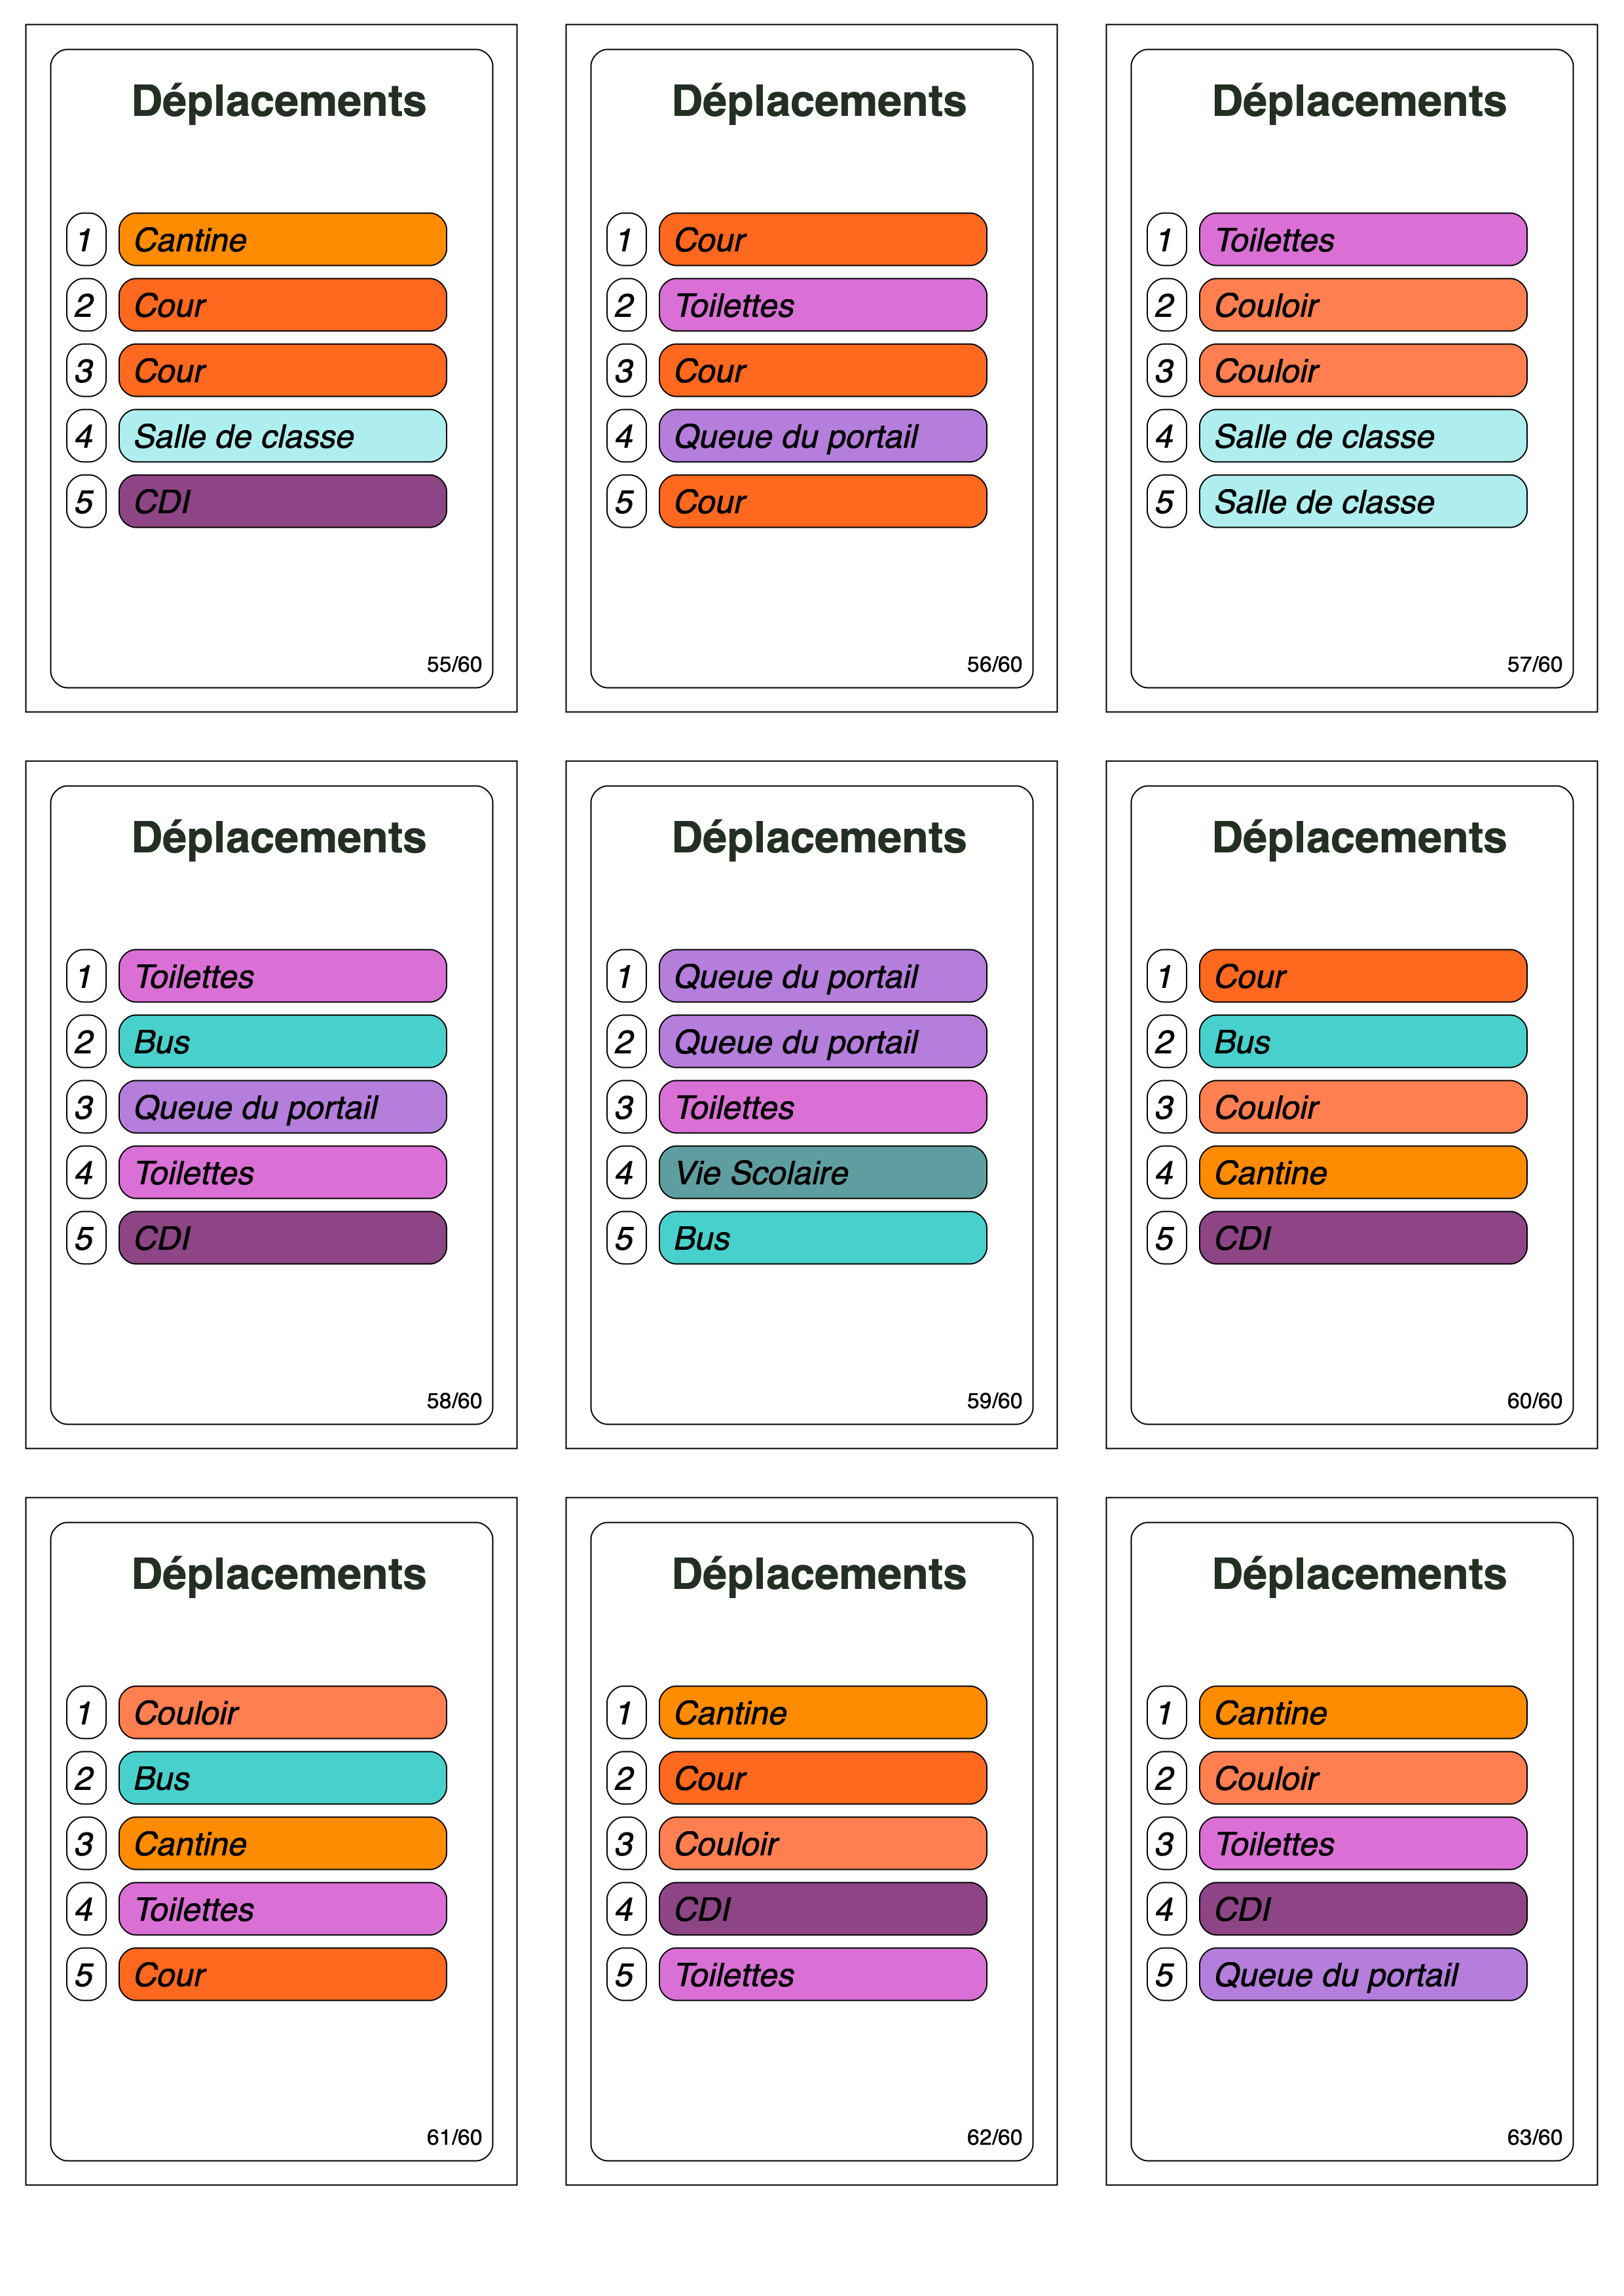 Déplacements
1 Cantine
2 Cour
3 Cour
4 Salle de classe
5 CDI
55/60
Déplacements
1 Cour
2 Toilettes
3 Cour
4 Queue du portail
5 Cour
56/60
Déplacements
1 Toilettes
2 Couloir
3 Couloir
4 Salle de classe
5 Salle de classe
57/60
Déplacements
1 Toilettes
2 Bus
3 Queue du portail
4 Toilettes
5 CDI
58/60
Déplacements
1 Queue du portail
2 Queue du portail
3 Toilettes
4 Vie Scolaire
5 Bus
59/60
Déplacements
1 Cour
2 Bus
3 Couloir
4 Cantine
5 CDI
60/60
Déplacements
1 Couloir
2 Bus
3 Cantine
4 Toilettes
5 Cour
61/60
Déplacements
1 Cantine
2 Cour
3 Couloir
4 CDI
5 Toilettes
62/60
Déplacements
1 Cantine
2 Couloir
3 Toilettes
4 CDI
5 Queue du portail
63/60